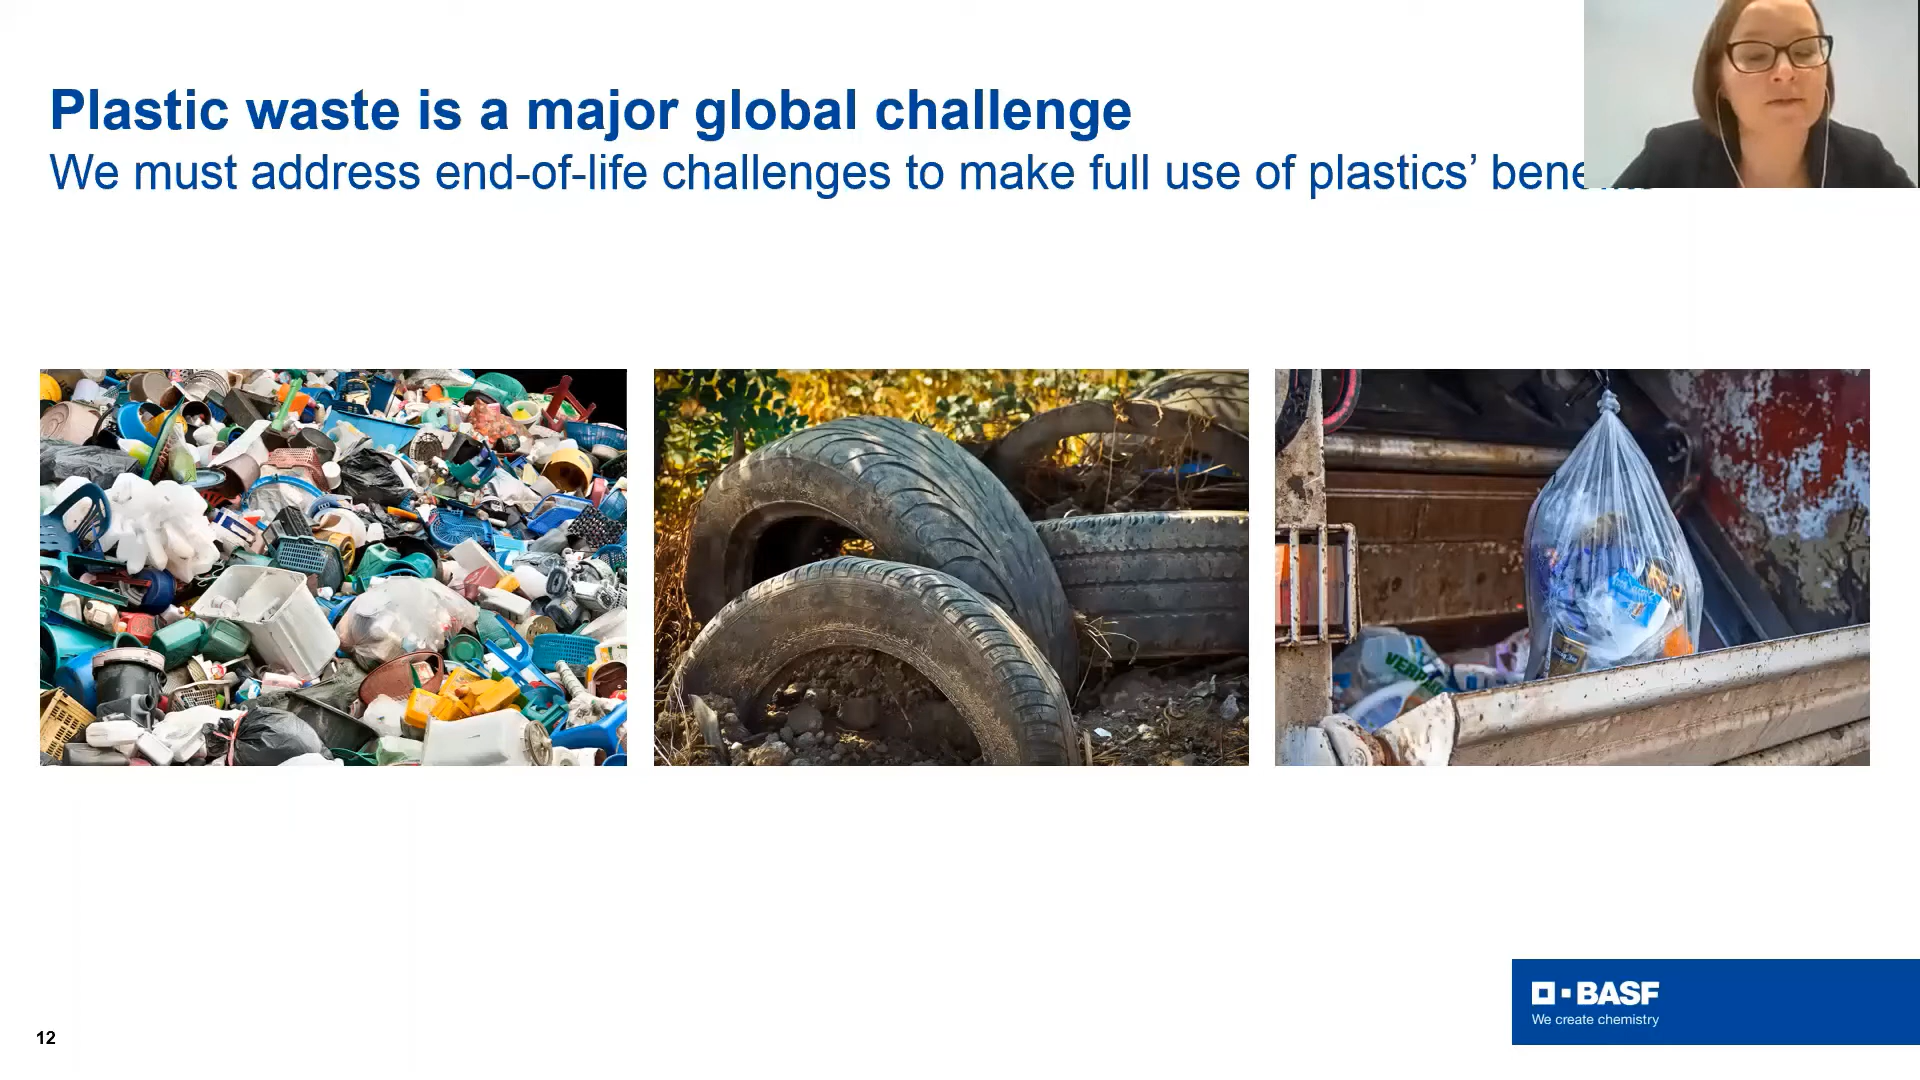 Plastic waste is a major global challenge
We must address end-of-life challenges to make full use of plastics’
BASF
We create chemistry
12